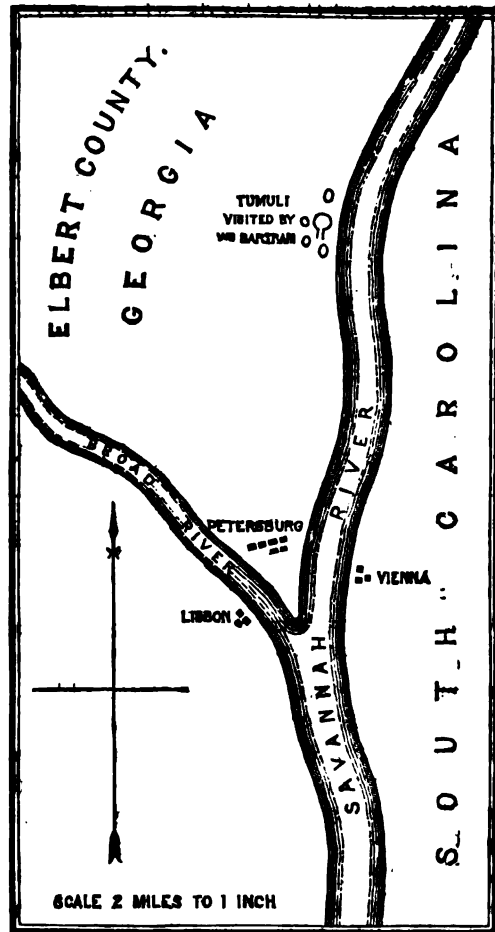 ELBERT COUNTY.
GEORGIA
TUMULI
VISITED BY
WM BARTRAM
SOUTH CAROLINA
BROAD RIVER
SAVANNAH RIVER
PETERSBURG
VIENNA
LISBON
SCALE 2 MILES TO 1 INCH